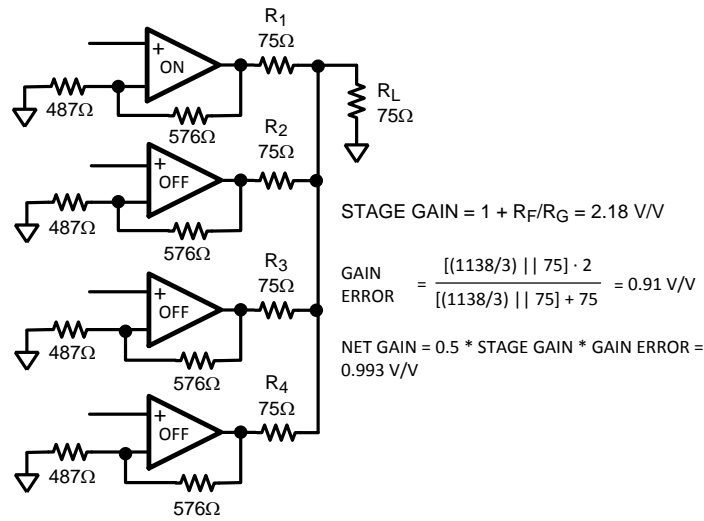 R1
75Ω
+
ON
487Ω
576Ω
RL
75Ω
R2
75Ω
+
OFF
487Ω
576Ω
STAGE GAIN = 1 + RF/RG = 2.18 V/V
R3
75Ω
+
OFF
487Ω
576Ω
GAIN ERROR = [(1138/3) || 75] · 2
[(1138/3) || 75] + 75 = 0.91 V/V
NET GAIN = 0.5 * STAGE GAIN * GAIN ERROR =
0.993 V/V
R4
75Ω
+
OFF
487Ω
576Ω